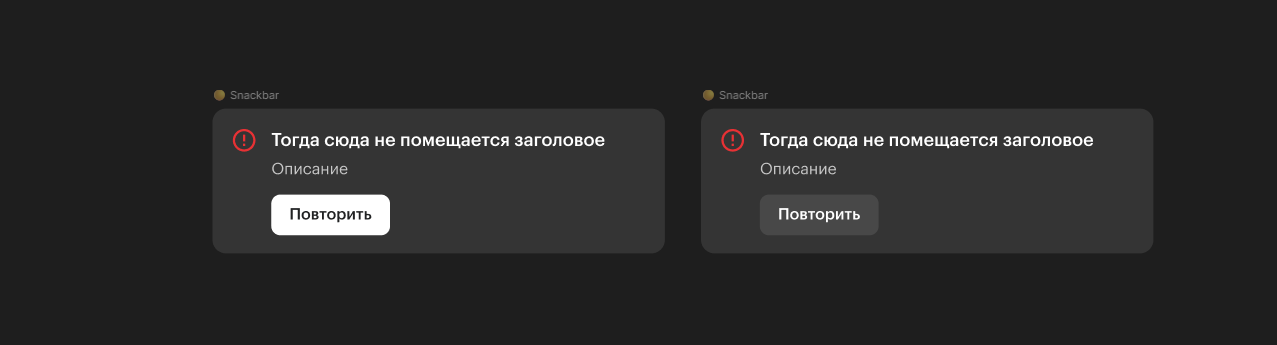 Snackbar
Тогда сюда не помещается заголовое
Описание
Повторить
Snackbar
Тогда сюда не помещается заголовое
Описание
Повторить